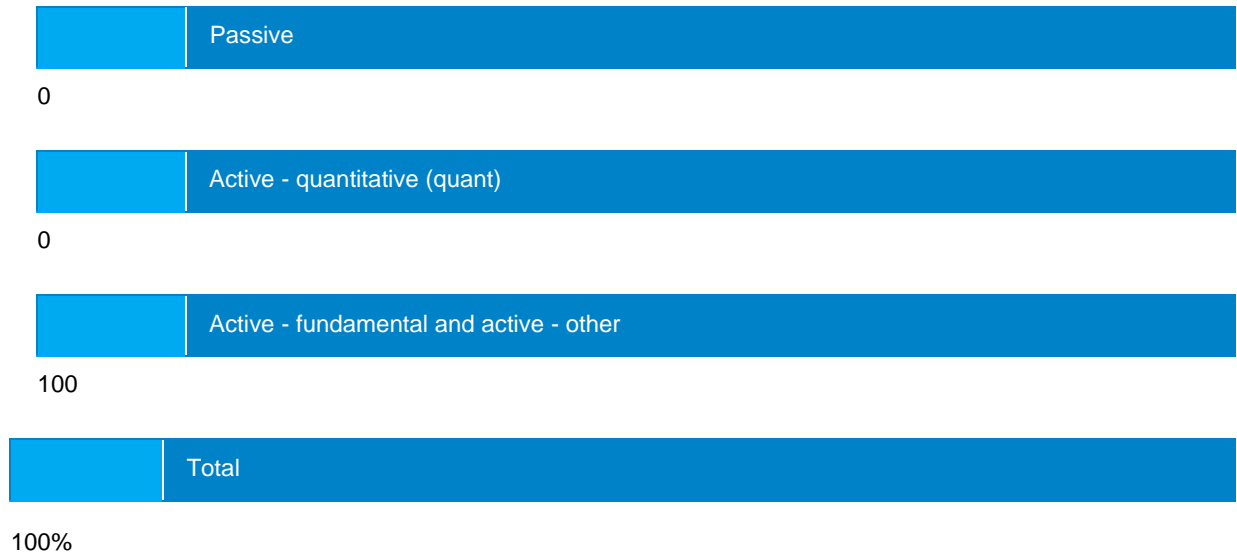 Passive
0
Active - quantitative (quant)
0
Active - fundamental and active - other
100
Total
100%